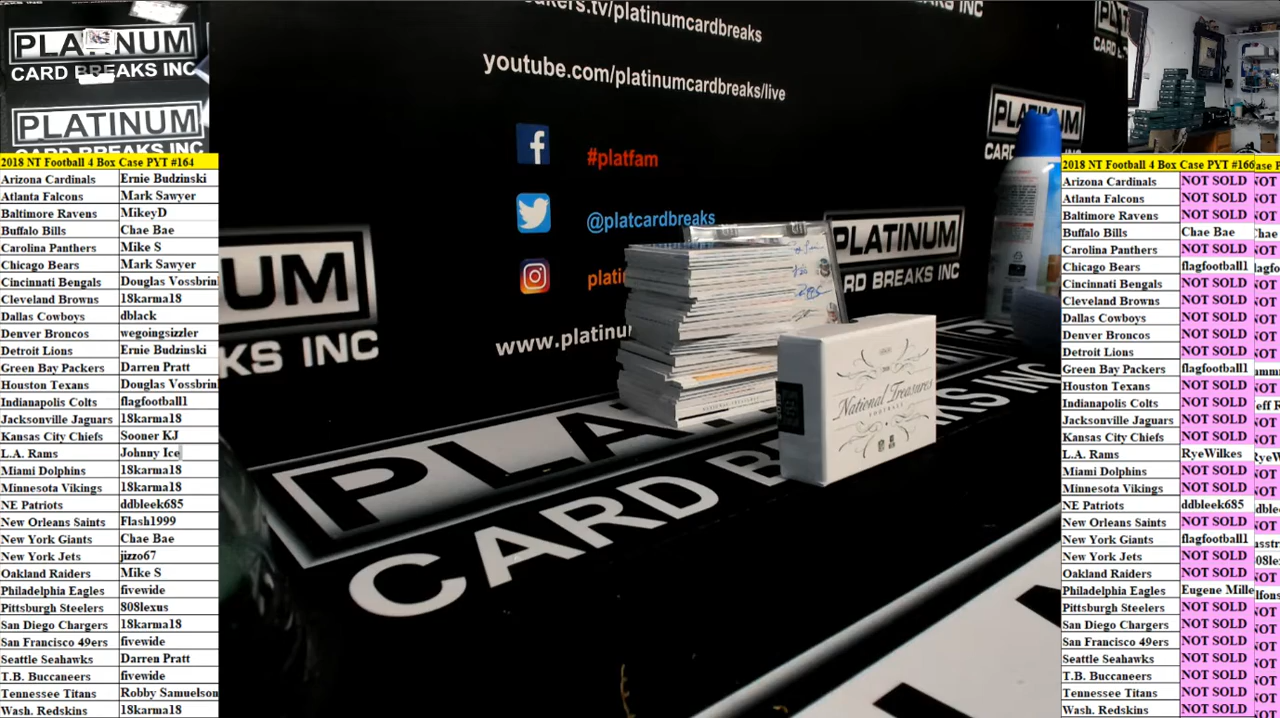 PLATINUM
CARD BREAKS INC
PLATINUM
2018 NT Football 4 Box Case PYT #164
Arizona Cardinals Ernie Budzinski
Atlanta Falcons Mark Sawyer
Baltimore Ravens MikeyD
Buffalo Bills Chae Bae
Carolina Panthers Mike S
Chicago Bears Mark Sawyer
Cincinnati Bengals Douglas Vossbrin
Cleveland Browns 18karma18
Dallas Cowboys dblack
Denver Broncos wegoingsizzler
Detroit Lions Ernie Budzinski
Green Bay Packers Darren Pratt
Houston Texans Douglas Vossbrin
Indianapolis Colts flagfootball1
Jacksonville Jaguars 18karma18
Kansas City Chiefs Sooner KJ
L.A. Rams Johnny Ice
Miami Dolphins 18karma18
Minnesota Vikings 18karma18
NE Patriots ddbleek685
New Orleans Saints Flash1999
New York Giants Chae Bae
New York Jets jizzo67
Oakland Raiders Mike S
Philadelphia Eagles fivewide
Pittsburgh Steelers 808lexus
San Diego Chargers 18karma18
San Francisco 49ers fivewide
Seattle Seahawks Darren Pratt
T.B. Buccaneers fivewide
Tennessee Titans Robby Samuelson
Wash. Redskins 18karma18
akers.tv/platinumcardbreaks
youtube.com/platinumcardbreaks/live
#platfam
@platcardbreaks
platin
www.platinu
UM
KS INC
PLATINUM
CARD BREAKS INC
National Treasures
FOOTBALL
PLA
CARD B
AKS INC
2018 NT Football 4 Box Case PYT #166
Arizona Cardinals NOT SOLD
Atlanta Falcons NOT SOLD
Baltimore Ravens NOT SOLD
Buffalo Bills Chae Bae
Carolina Panthers NOT SOLD
Chicago Bears flagfootball1
Cincinnati Bengals NOT SOLD
Cleveland Browns NOT SOLD
Dallas Cowboys NOT SOLD
Denver Broncos NOT SOLD
Detroit Lions NOT SOLD
Green Bay Packers flagfootball1
Houston Texans NOT SOLD
Indianapolis Colts NOT SOLD
Jacksonville Jaguars NOT SOLD
Kansas City Chiefs NOT SOLD
L.A. Rams RyeWilkes
Miami Dolphins NOT SOLD
Minnesota Vikings NOT SOLD
NE Patriots ddbleek685
New Orleans Saints NOT SOLD
New York Giants flagfootball1
New York Jets NOT SOLD
Oakland Raiders NOT SOLD
Philadelphia Eagles Eugene Mille
Pittsburgh Steelers NOT SOLD
San Diego Chargers NOT SOLD
San Francisco 49ers NOT SOLD
Seattle Seahawks NOT SOLD
T.B. Buccaneers NOT SOLD
Tennessee Titans NOT SOLD
Wash. Redskins NOT SOLD